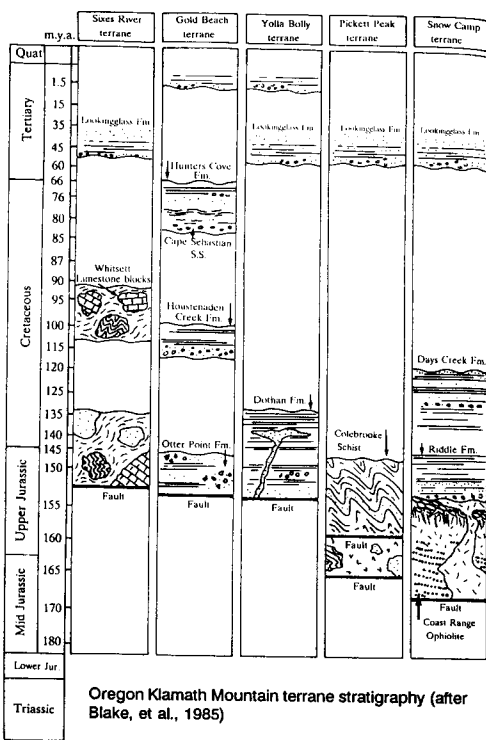 m.y.a.
Sixes River
terrane
Gold Beach
terrane
Yolla Bolly
terrane
Pickett Peak
terrane
Snow Camp
terrane
Quat
Tertiary
Cretaceous
Upper Jurassic
Mid Jurassic
Lower Jur
Triassic
1.5
15
35
45
60
66
76
80
85
87
90
95
100
115
120
125
135
140
145
150
155
160
165
170
180
Lookingglass Fm
Whitsett
Limestone blocks
Fault
Hunters Cove
Fm.
Cape Sebastian
S.S.
Houstenaden
Creek Fm.
Otter Point Fm.
Fault
Lookingglass Fm
Dothan Fm.
Fault
Lookingglass Fm
Colebrooke
Schist
Fault
Fault
Lookingglass Fm
Days Creek Fm.
Riddle Fm.
Fault
Coast Range
Ophiolite
Oregon Klamath Mountain terrane stratigraphy (after
Blake, et al., 1985)